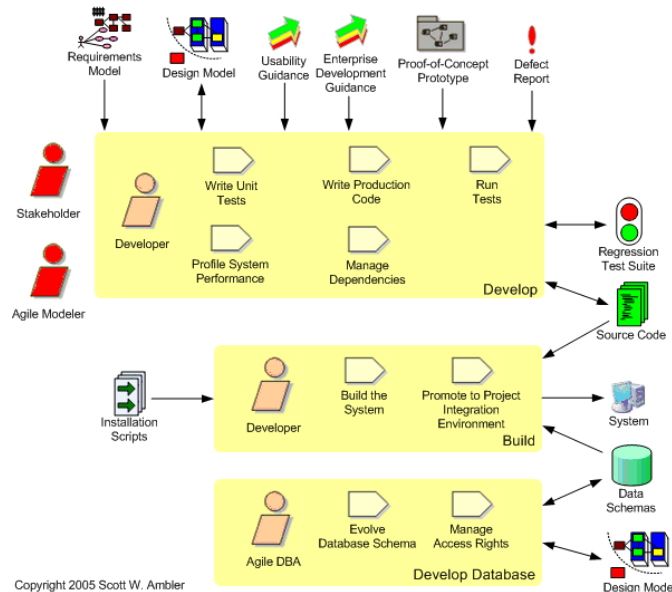 Requirements
Model
Design Model
Usability
Guidance
Enterprise
Development
Guidance
Proof-of-Concept
Prototype
Defect
Report
Stakeholder
Agile Modeler
Developer
Write Unit
Tests
Write Production
Code
Run
Tests
Profile System
Performance
Manage
Dependencies
Develop
Regression
Test Suite
Source Code
Installation
Scripts
Developer
Build the
System
Promote to Project
Integration
Environment
Build
System
Data
Schemas
Agile DBA
Evolve
Database Schema
Manage
Access Rights
Develop Database
Design Mode
Copyright 2005 Scott W. Ambler